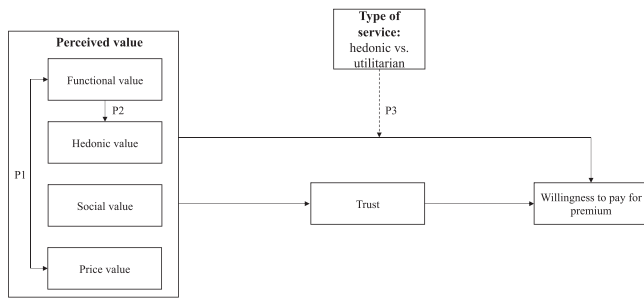 Type of
service:
hedonic vs.
utilitarian
Perceived value
Functional value
P2
P3
Hedonic value
P1
Social value
Trust
Willingness to pay for
premium
Price value